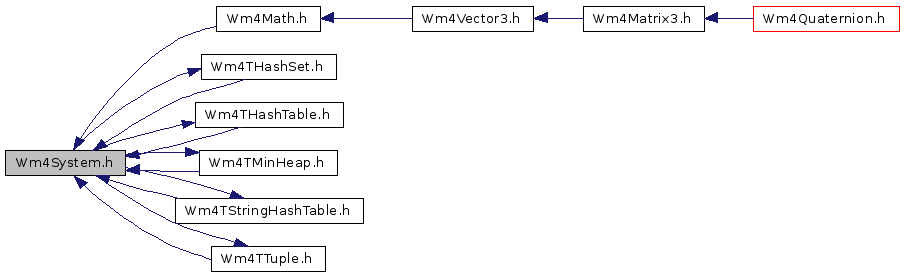 Wm4Math.h
Wm4Vector3.h
Wm4Matrix3.h
Wm4Quaternion.h
Wm4THashSet.h
Wm4THashTable.h
Wm4System.h
Wm4TMinHeap.h
Wm4TStringHashTable.h
Wm4TTuple.h